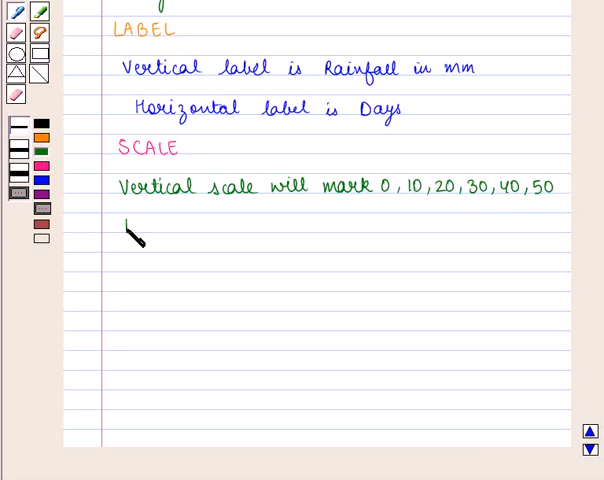 LABEL
Vertical label is Rainfall in mm
Horizontal label is Days
SCALE
Vertical scale will mark 0, 10, 20, 30, 40, 50